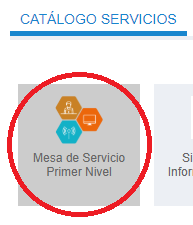 CATÁLOGO SERVICIOS
Mesa de Servicio
Primer Nivel